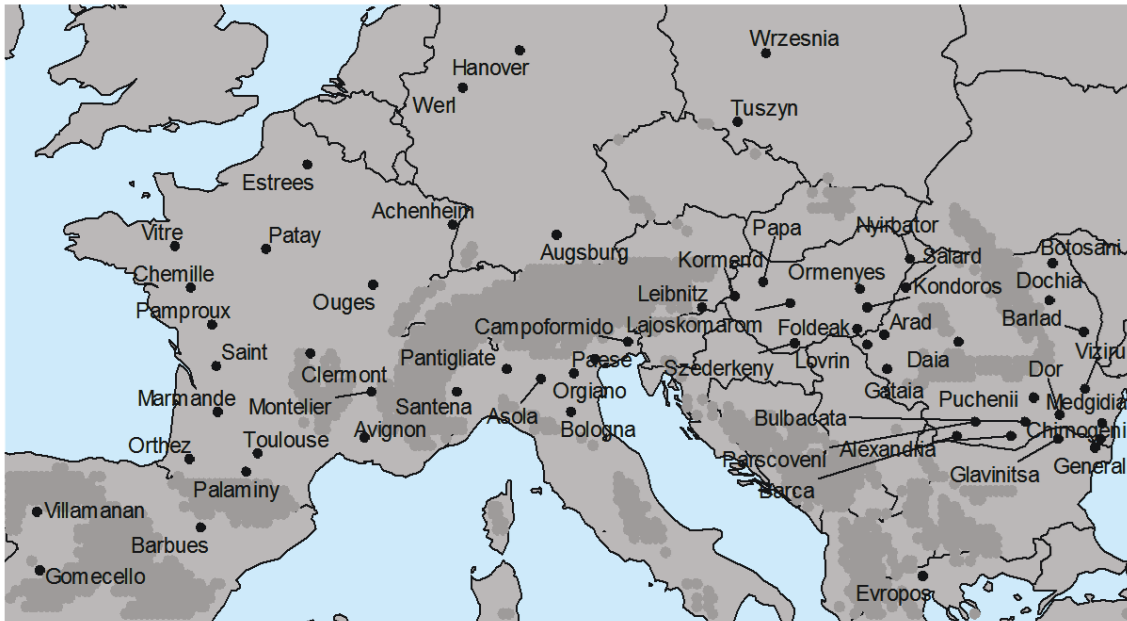 Wrzesnia
Hanover
Werl
Tuszyn
Estrees
Achenheim
Vitre
Patay
Augsburg
Papa
Nyirbator
Botosani
Chemille
Kormend
Salard
Ormenyes
Kondoros
Dochia
Ouges
Leibnitz
Pamproux
Barlad
Campoformido
Lajoskomarom
Foldeak
Arad
Saint
Pantigliate
Paese
Szederkeny
Lovrin
Daia
Viziru
Clermont
Dor
Marmande
Montelier
Santena
Asola
Orgiano
Gataia
Puchenii
Medgidia
Bulbacata
Orthez
Toulouse
Avignon
Bologna
Chirnogeni
Parscoveni
Alexandria
General
Palaminy
Barca
Glavinitsa
Villamanan
Barbues
Gomecello
Evropos